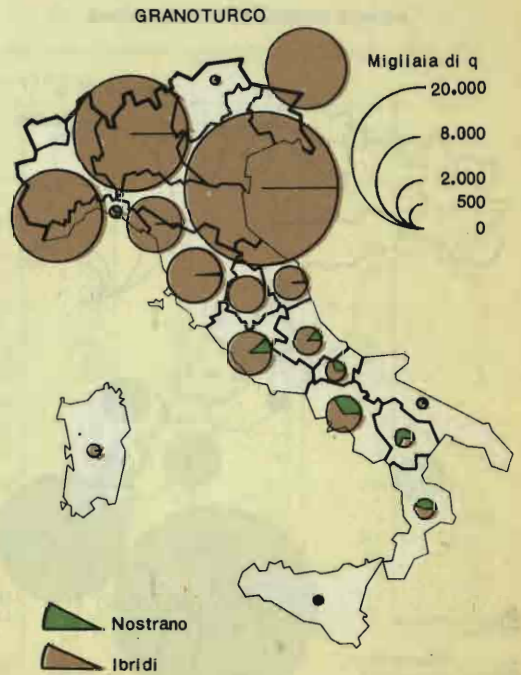 GRANOTURCO
Migliaia di q
20.000
8.000
2.000
500
0
Nostrano
Ibridi